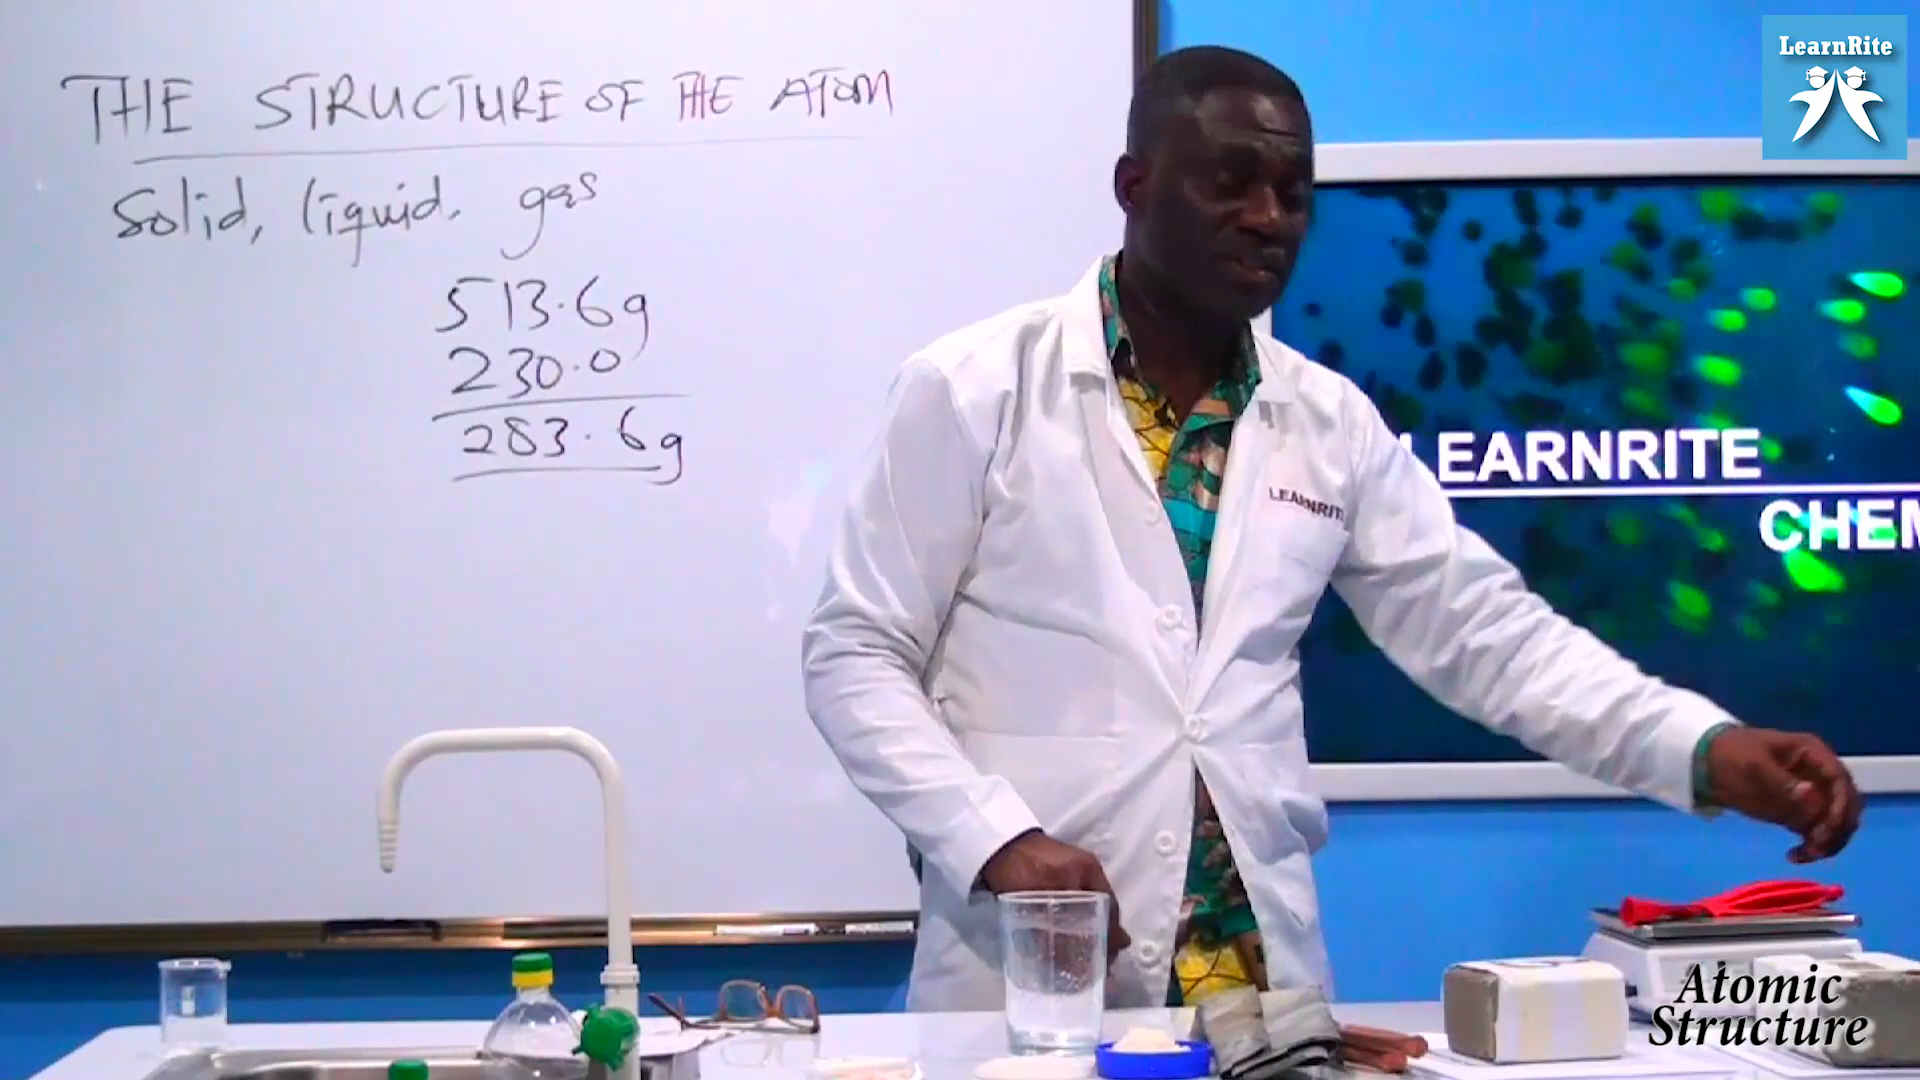 THE STRUCTURE OF THE ATOM
Solid, liquid, gas
513.6g
230.0
283.6g
LearnRite
LEARNRITE
CHEM
LEARNRIT
Atomic
Structure